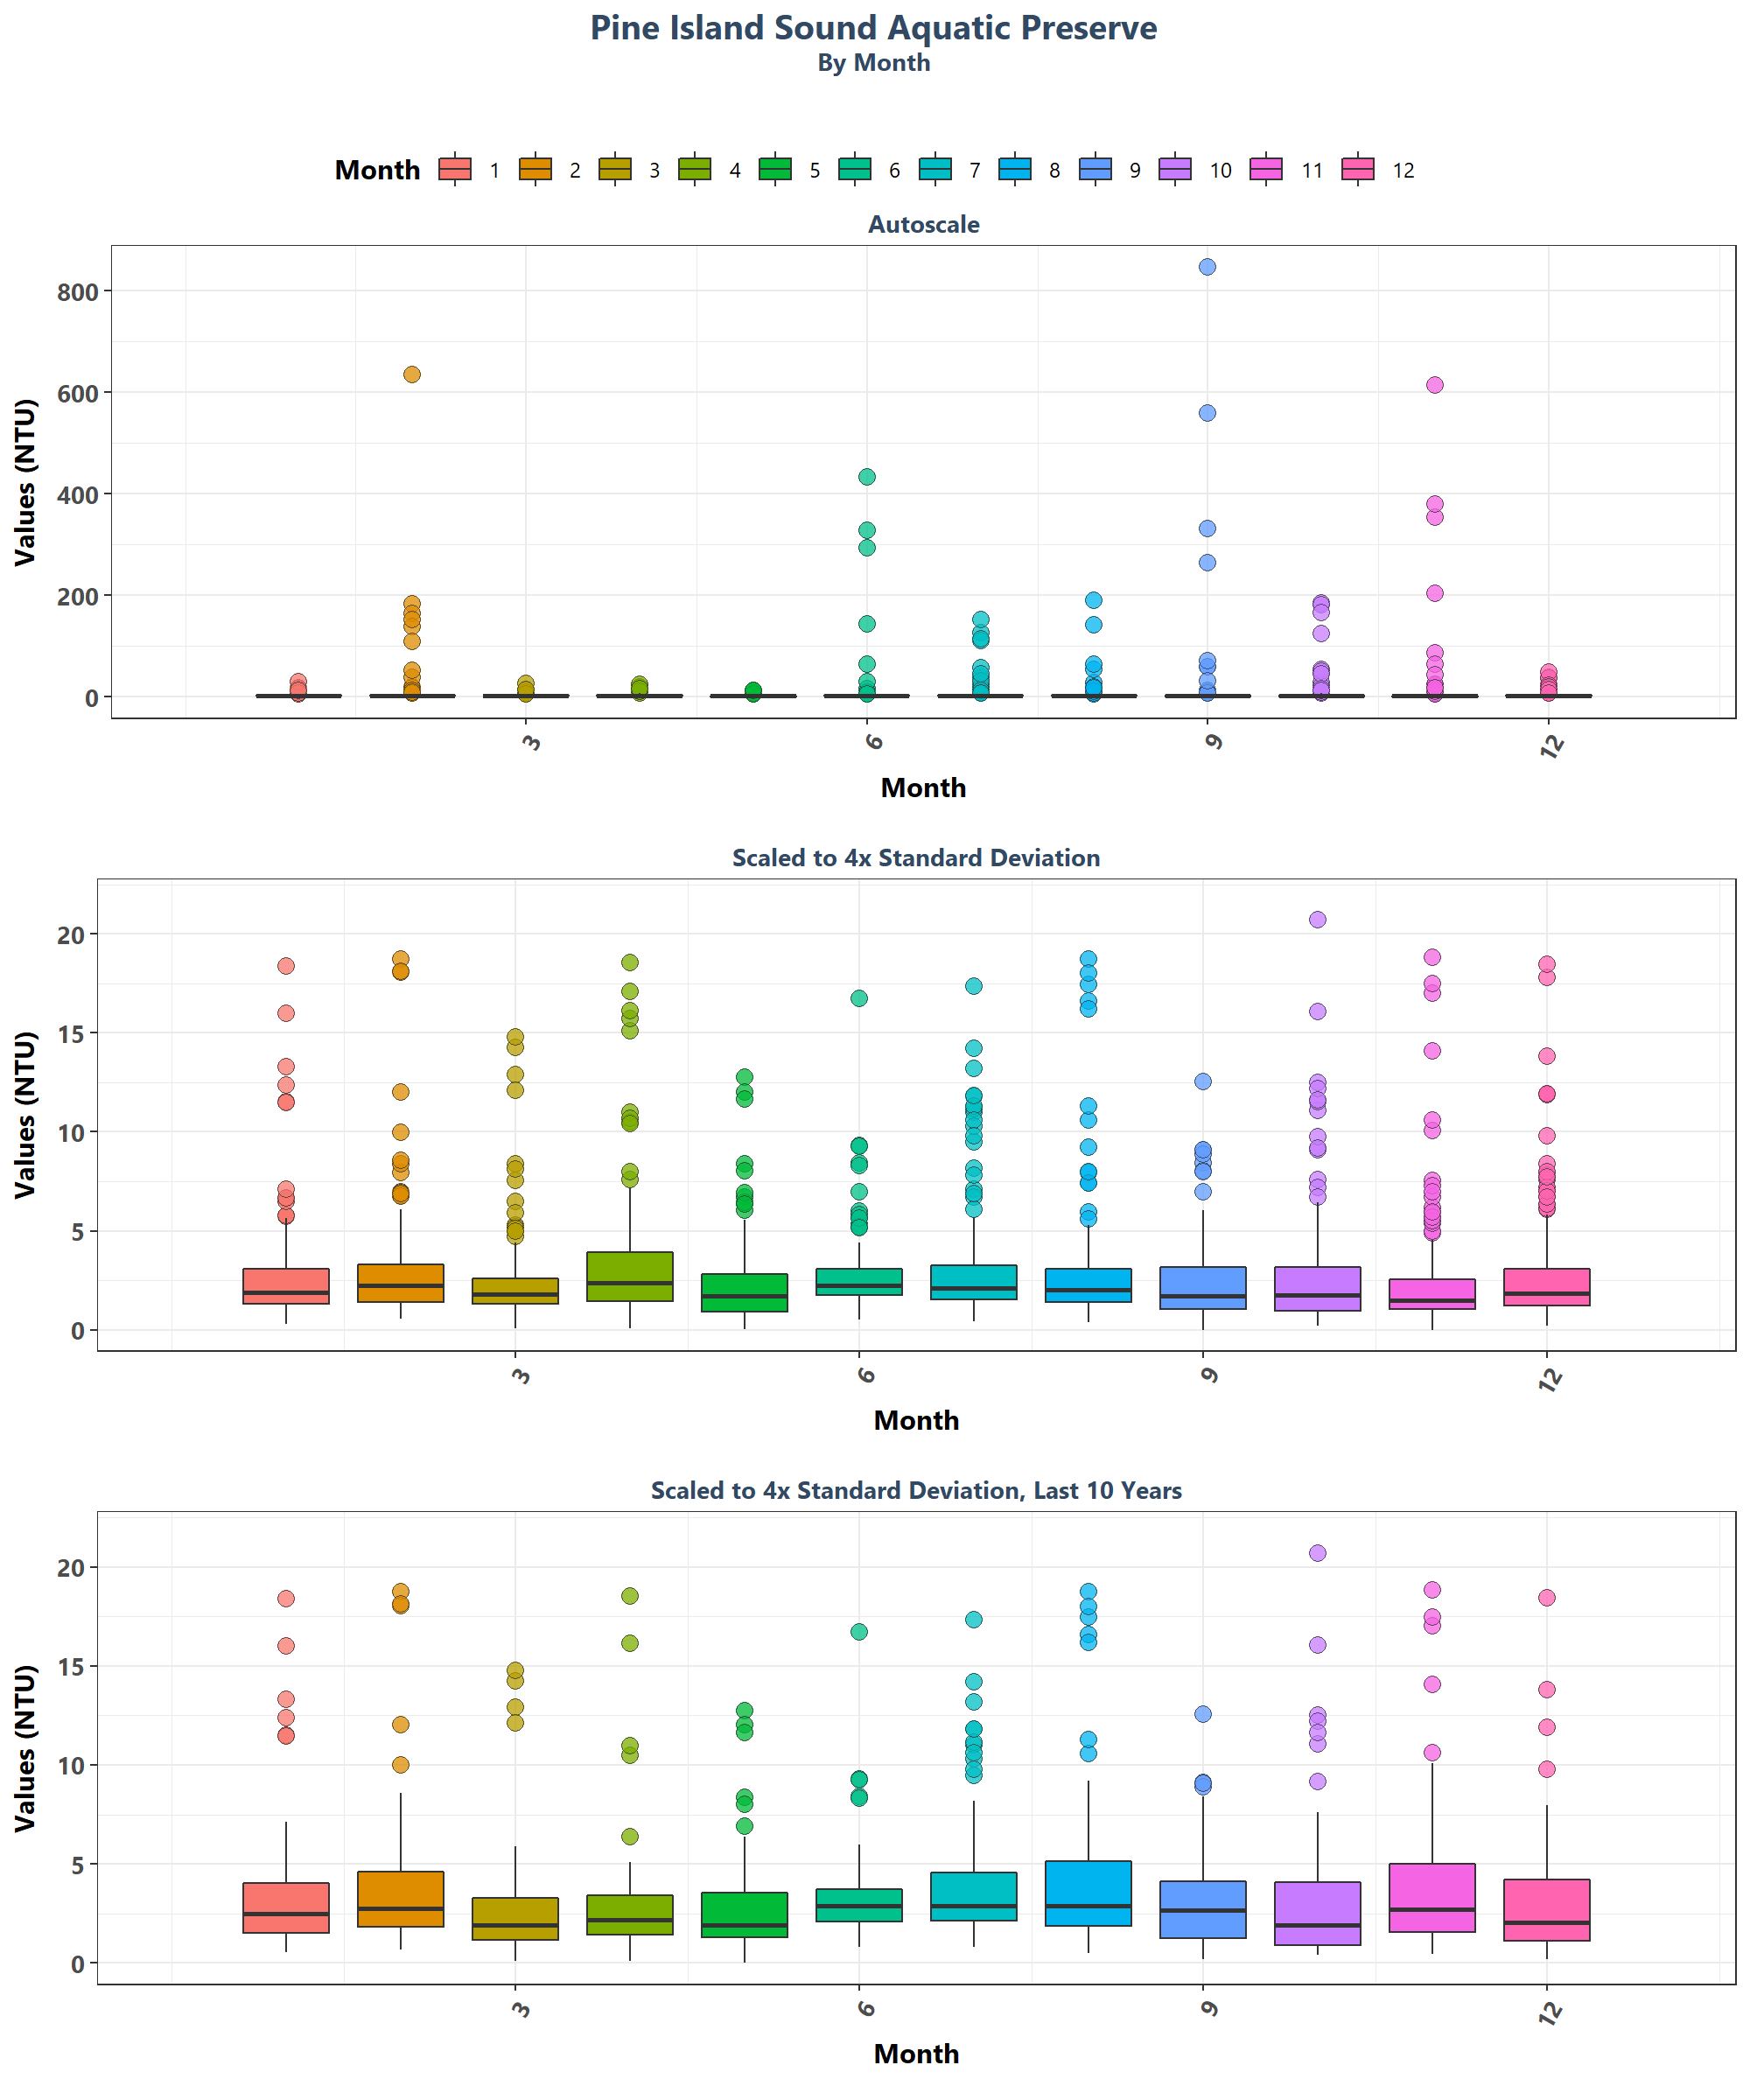 Pine Island Sound Aquatic Preserve
By Month
Month 1 2 3 4 5 6 7 8 9 10 11 12
Autoscale
Values (NTU)
800
600
400
200
0
3 6 9 12
Month
Scaled to 4x Standard Deviation
Values (NTU)
20
15
10
5
0
3 6 9 12
Month
Scaled to 4x Standard Deviation, Last 10 Years
Values (NTU)
20
15
10
5
0
3 6 9 12
Month